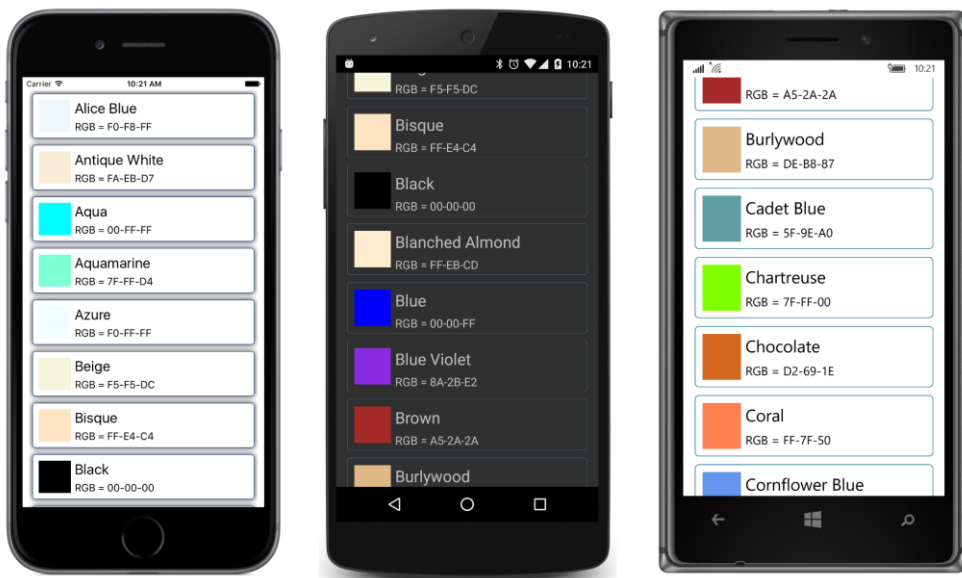 Carrier
10:21 AM
Alice Blue
RGB = F0-F8-FF
Antique White
RGB = FA-EB-D7
Aqua
RGB = 00-FF-FF
Aquamarine
RGB = 7F-FF-D4
Azure
RGB = F0-FF-FF
Beige
RGB = F5-F5-DC
Bisque
RGB = FF-E4-C4
Black
RGB = 00-00-00
10:21
RGB = F5-F5-DC
Bisque
RGB = FF-E4-C4
Black
RGB = 00-00-00
Blanched Almond
RGB = FF-EB-CD
Blue
RGB = 00-00-FF
Blue Violet
RGB = 8A-2B-E2
Brown
RGB = A5-2A-2A
Burlywood
10:21
RGB = A5-2A-2A
Burlywood
RGB = DE-B8-87
Cadet Blue
RGB = 5F-9E-A0
Chartreuse
RGB = 7F-FF-00
Chocolate
RGB = D2-69-1E
Coral
RGB = FF-7F-50
Cornflower Blue